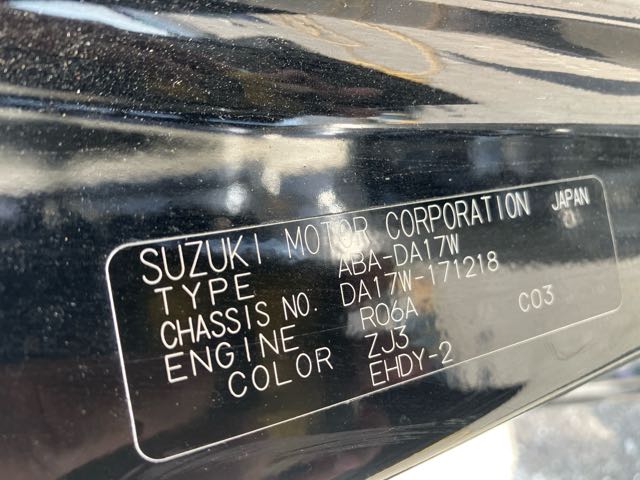 SUZUKI MOTOR CORPORATION JAPAN
TYPE ABA-DA17W
CHASSIS NO. DA17W-171218
ENGINE R06A C03
COLOR ZJ3
EHDY-2